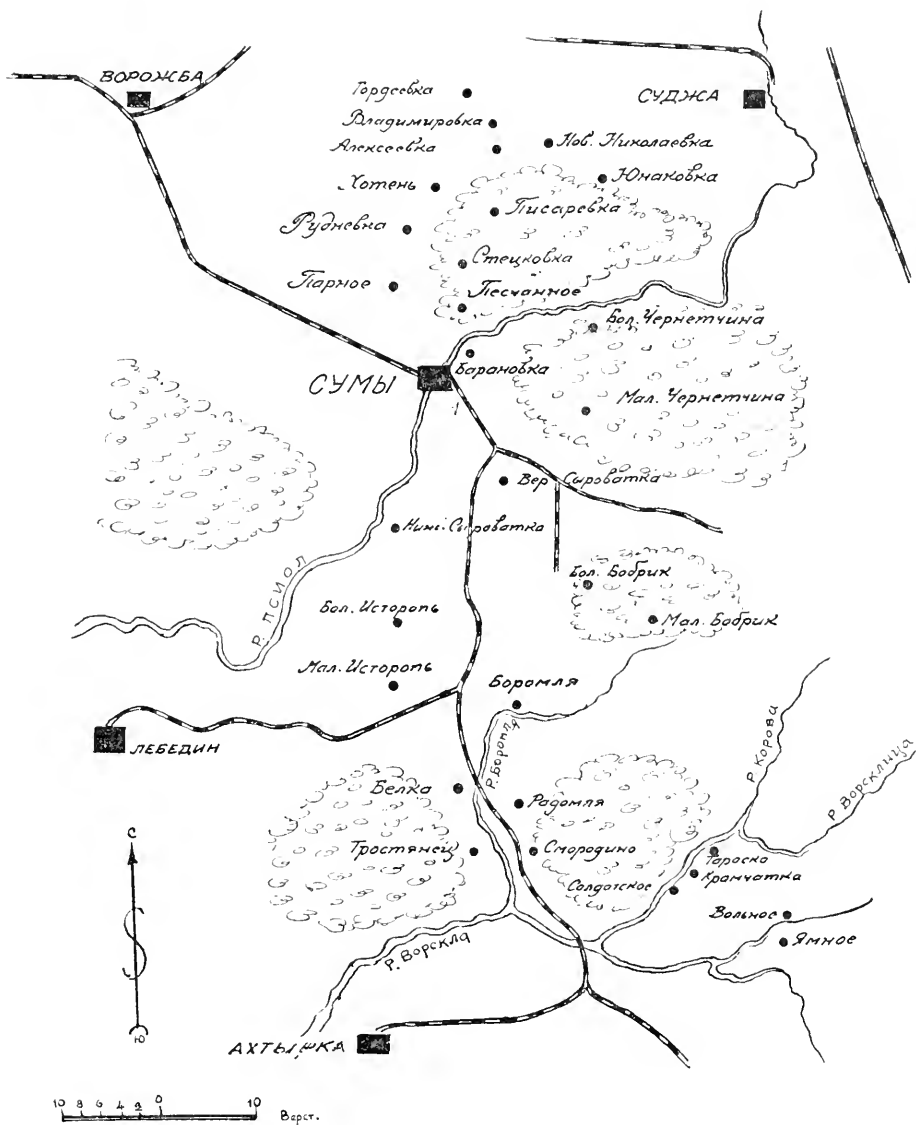 ВОРОЖБА
Гордеевка
СУДЖА
Владимировка
Алексеевка
Нов. Николаевка
Хотень
Юнаковка
Писаревка
Рудневка
Стецковка
Парное
Песчанное
Бол. Чернетчина
Барановка
СУМЫ
Мал. Чернетчина
Вер. Сыроватка
Ниж. Сыроватка
Р. ПСИОЛ
Бол. Бобрик
Бол. Исторопь
Мал. Бобрик
Мал. Исторопь
Боромля
Р. Боромля
ЛЕБЕДИН
Р. КОРОВА
Р. ВОРСКЛИЦА
Белка
Радомля
С
Тростянец
Смородино
Тароска
Крамчатка
Солдатское
Вольное
Ямное
Р. Ворскла
Ю
АХТЫРКА
10 8 6 4 2 0 10
Верст.